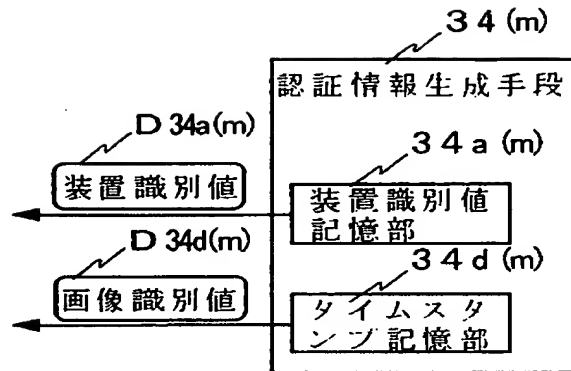 34(m)
認証情報生成手段
D34a(m)
装置識別値
34a(m)
装置識別値
記憶部
D34d(m)
画像識別値
34d(m)
タイムスタ
ンプ記憶部